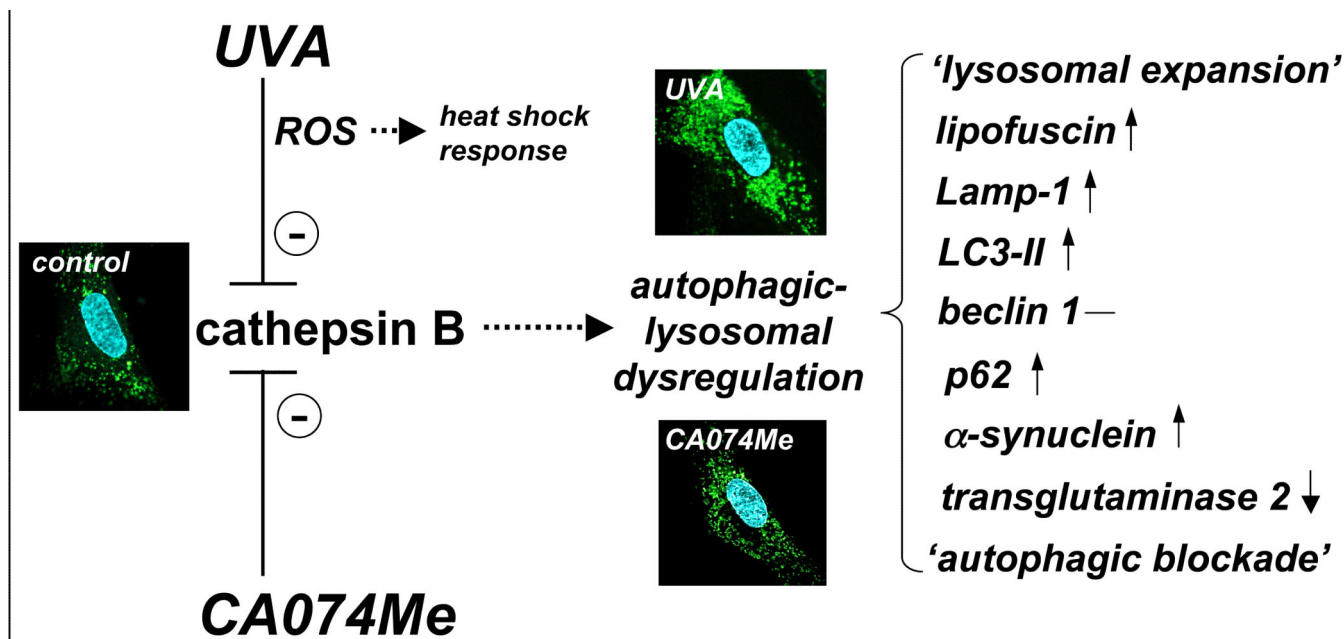 UVA
ROS
heat shock
response
-
control
cathepsin B
-
CA074Me
UVA
autophagic-
lysosomal
dysregulation
CA074Me
‘lysosomal expansion’
lipofuscin ↑
Lamp-1 ↑
LC3-II ↑
beclin 1 —
p62 ↑
α-synuclein ↑
transglutaminase 2 ↓
‘autophagic blockade’